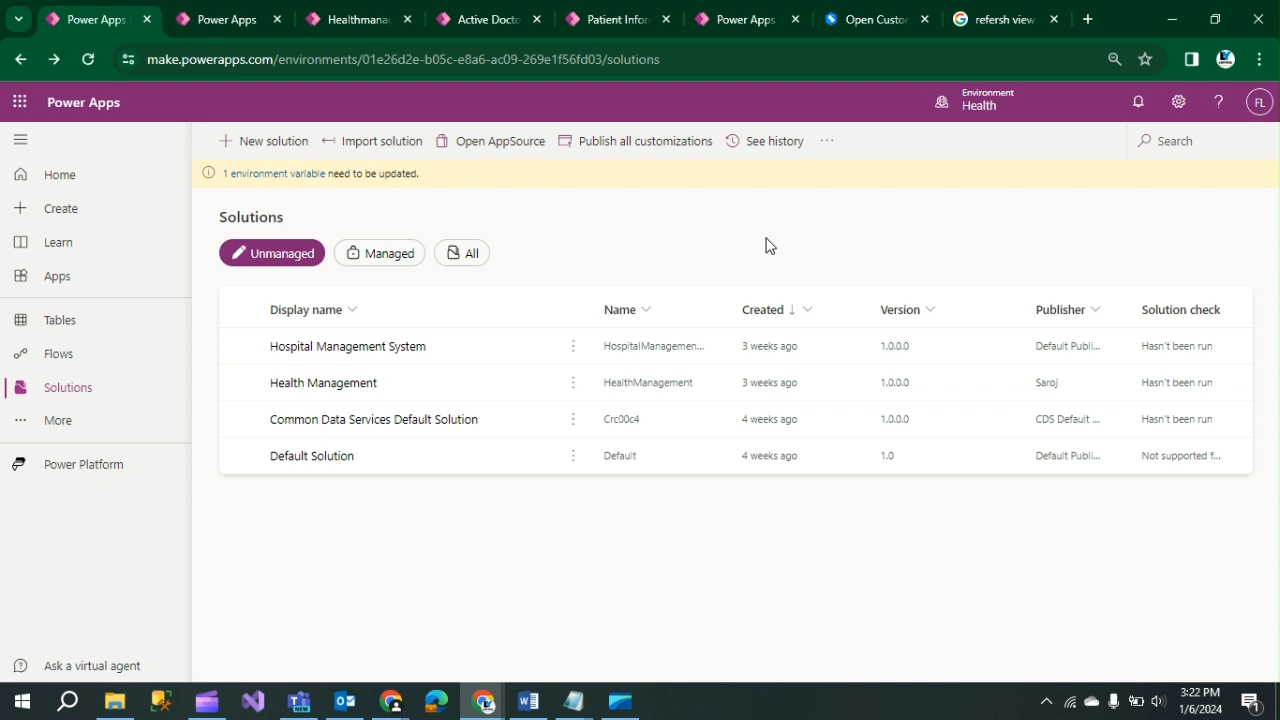 Power Apps
Power Apps
Healthmana
Active Docto
Patient Infor
Power Apps
Open Custo
refersh view
make.powerapps.com/environments/01e26d2e-b05c-e8a6-ac09-269e1f56fd03/solutions
Power Apps
Environment
Health
FL
New solution
Import solution
Open AppSource
Publish all customizations
See history
Search
1 environment variable need to be updated.
Home
Create
Learn
Apps
Tables
Flows
Solutions
More
Power Platform
Ask a virtual agent
Solutions
Unmanaged
Managed
All
Display name Name Created Version Publisher Solution check
Hospital Management System HospitalManagemen... 3 weeks ago 1.0.0.0 Default Publi... Hasn't been run
Health Management HealthManagement 3 weeks ago 1.0.0.0 Saroj Hasn't been run
Common Data Services Default Solution Crc00c4 4 weeks ago 1.0.0.0 CDS Default ... Hasn't been run
Default Solution Default 4 weeks ago 1.0 Default Publi... Not supported f...
NEW
3:22 PM
1/6/2024
1